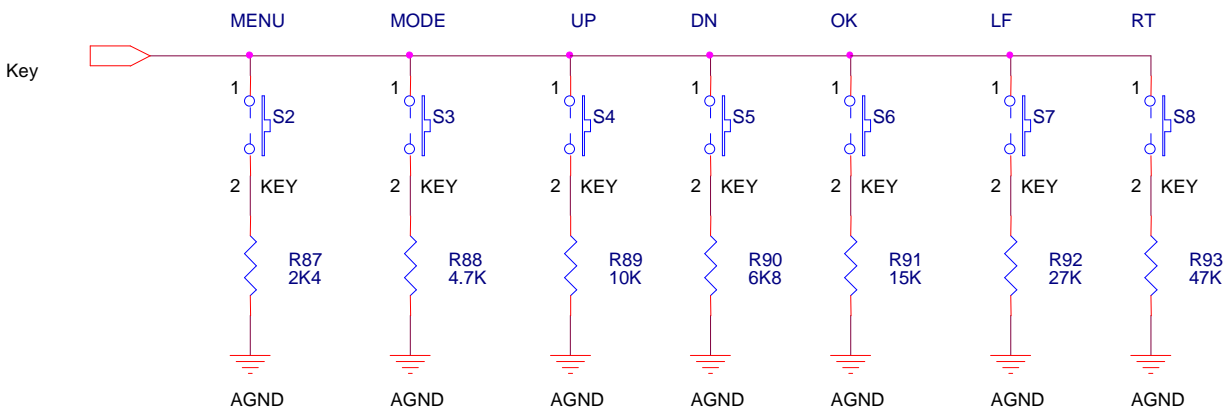 MENU MODE UP DN OK LF RT
Key
1 1 1 1 1 1 1
S2 S3 S4 S5 S6 S7 S8
2 KEY 2 KEY 2 KEY 2 KEY 2 KEY 2 KEY 2 KEY
R87 R88 R89 R90 R91 R92 R93
2K4 4.7K 10K 6K8 15K 27K 47K
AGND AGND AGND AGND AGND AGND AGND